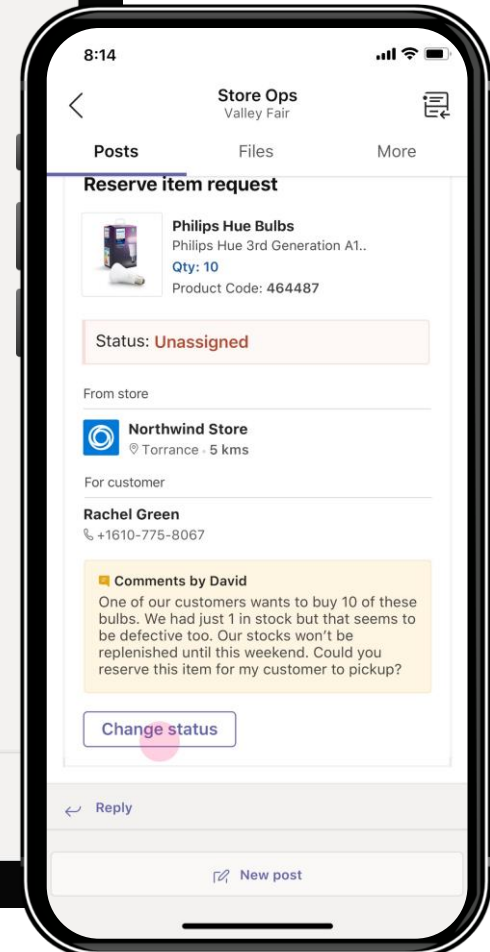 8:14
Store Ops
Valley Fair
Posts Files More
Reserve item request
Philips Hue Bulbs
Philips Hue 3rd Generation A1..
Qty: 10
Product Code: 464487
Status: Unassigned
From store
Northwind Store
Torrance · 5 kms
For customer
Rachel Green
+1610-775-8067
Comments by David
One of our customers wants to buy 10 of these
bulbs. We had just 1 in stock but that seems to
be defective too. Our stocks won't be
replenished until this weekend. Could you
reserve this item for my customer to pickup?
Change status
Reply
New post